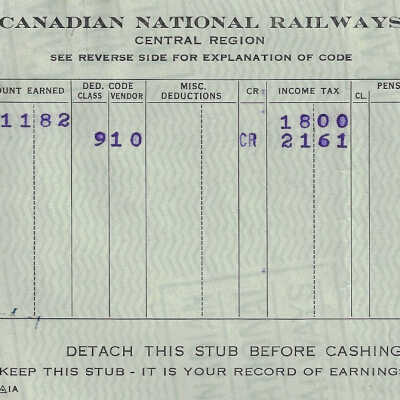 CANADIAN NATIONAL RAILWAYS
CENTRAL REGION
SEE REVERSE SIDE FOR EXPLANATION OF CODE
OUNT EARNED DED. CODE CLASS VENDOR MISC. DEDUCTIONS CR INCOME TAX CL. PENS
1182 1800
910 CR 2161
DETACH THIS STUB BEFORE CASHING
KEEP THIS STUB - IT IS YOUR RECORD OF EARNINGS
1A